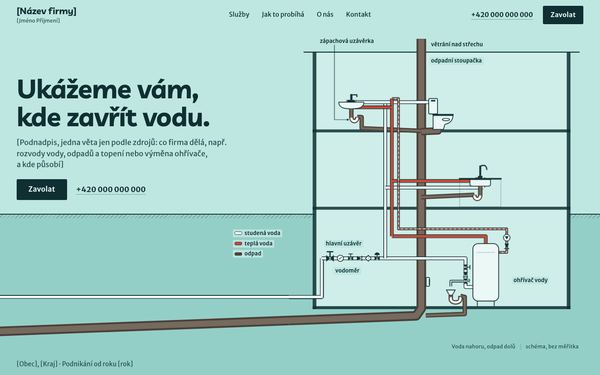 [Název firmy]
[Jméno Příjmení]
Služby
Jak to probíhá
O nás
Kontakt
+420 000 000 000
Zavolat
zápachová uzávěrka
větrání nad střechu
odpadní stoupačka
Ukážeme vám,
kde zavřít vodu.
[Podnadpis, jedna věta jen podle zdrojů: co firma dělá, např.
rozvody vody, odpadů a topení nebo výměna ohřívače,
a kde působí]
Zavolat
+420 000 000 000
studená voda
teplá voda
odpad
hlavní uzávěr
vodoměr
ohřívač vody
Voda nahoru, odpad dolů
schéma, bez měřítka
[Obec], [Kraj] · Podnikání od roku [rok]